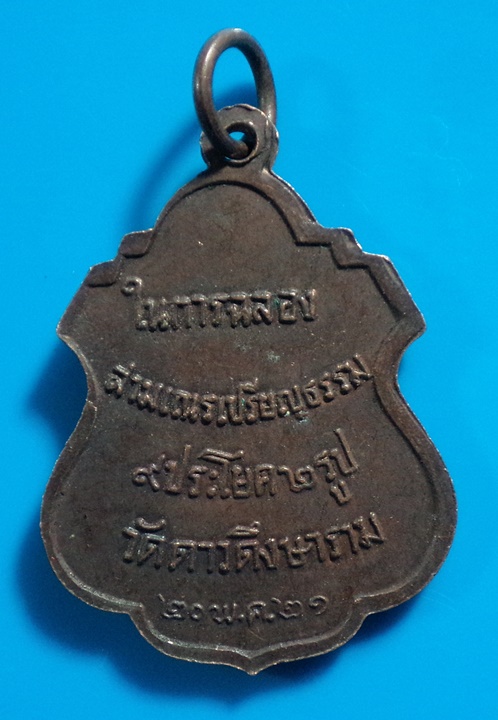 ในการฉลอง
สามเณรเปรียญธรรม
๙ประโยค๒รูป
วัดดาวดึงษาราม
๒๐พ.ค.๒๑